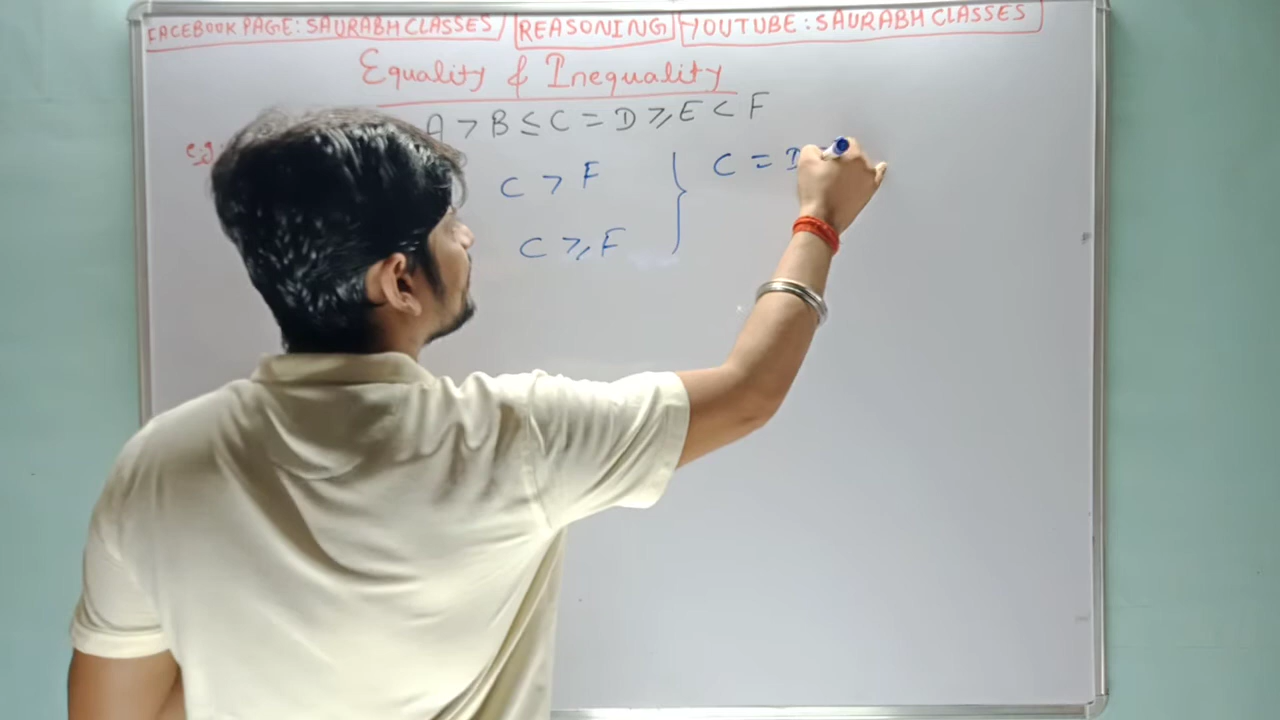 FACEBOOK PAGE: SAURABH CLASSES REASONING YOUTUBE: SAURABH CLASSES
Equality & Inequality
A > B ≤ C = D ≥ E < F
e.g.
C > F
C ≥ F
C = D